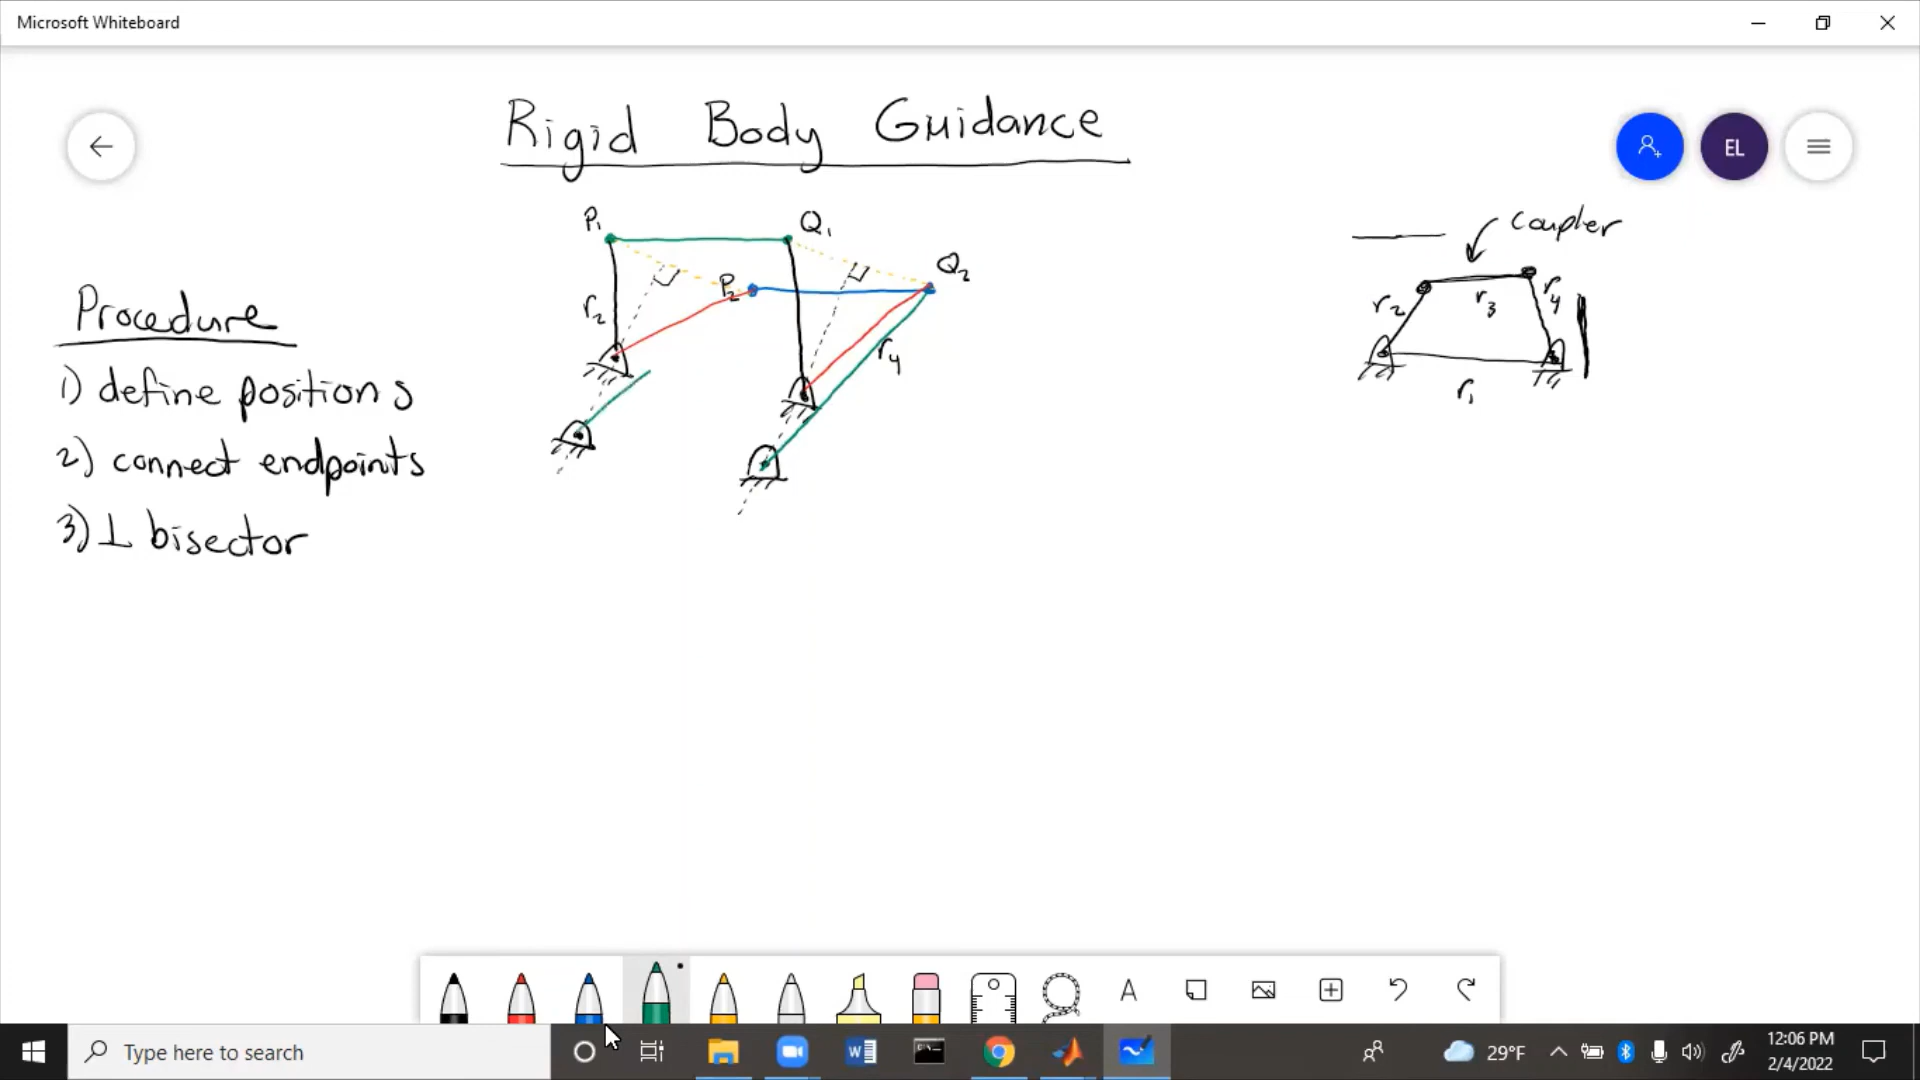 Microsoft Whiteboard
Rigid Body Guidance
EL
Procedure
1) define positions
2) connect endpoints
3) ⊥ bisector
P₁
Q₁
P₂
Q₂
r₂
r₄
coupler
r₂
r₃
r₄
r₁
A
Type here to search
29°F
12:06 PM
2/4/2022